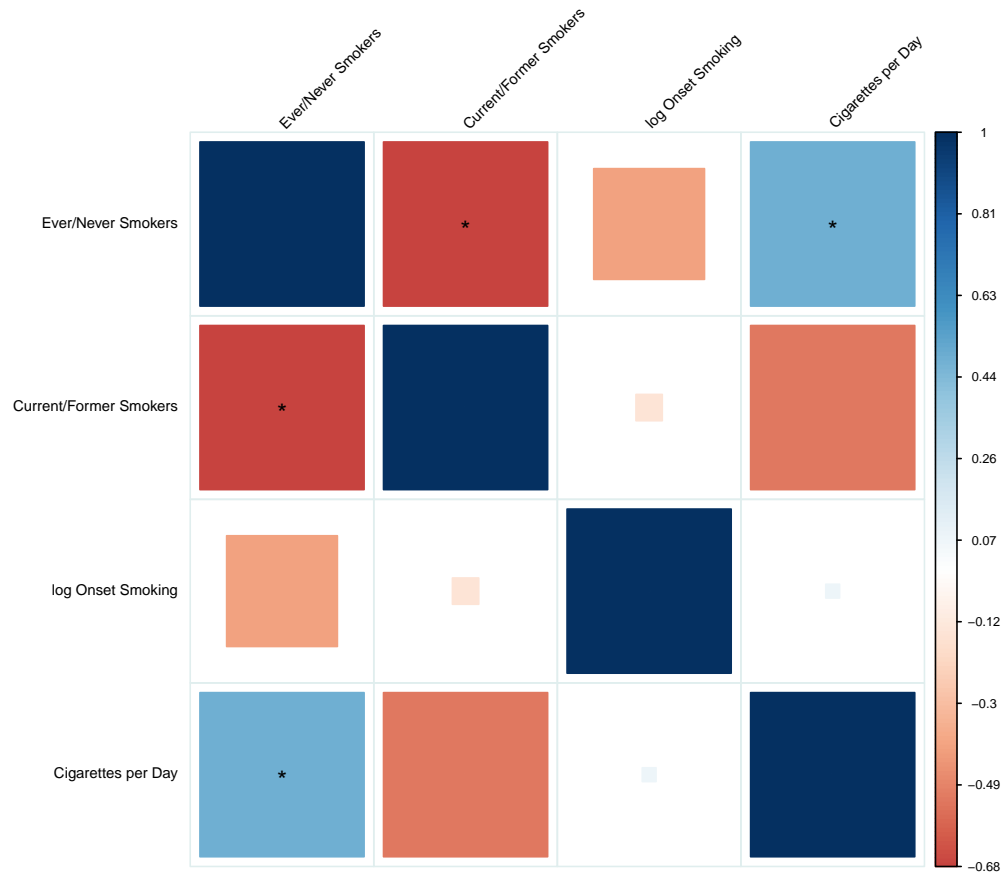 Ever/Never Smokers
Current/Former Smokers
log Onset Smoking
Cigarettes per Day
Ever/Never Smokers
*
*
Current/Former Smokers
*
log Onset Smoking
Cigarettes per Day
*
1
0.81
0.63
0.44
0.26
0.07
−0.12
−0.3
−0.49
−0.68